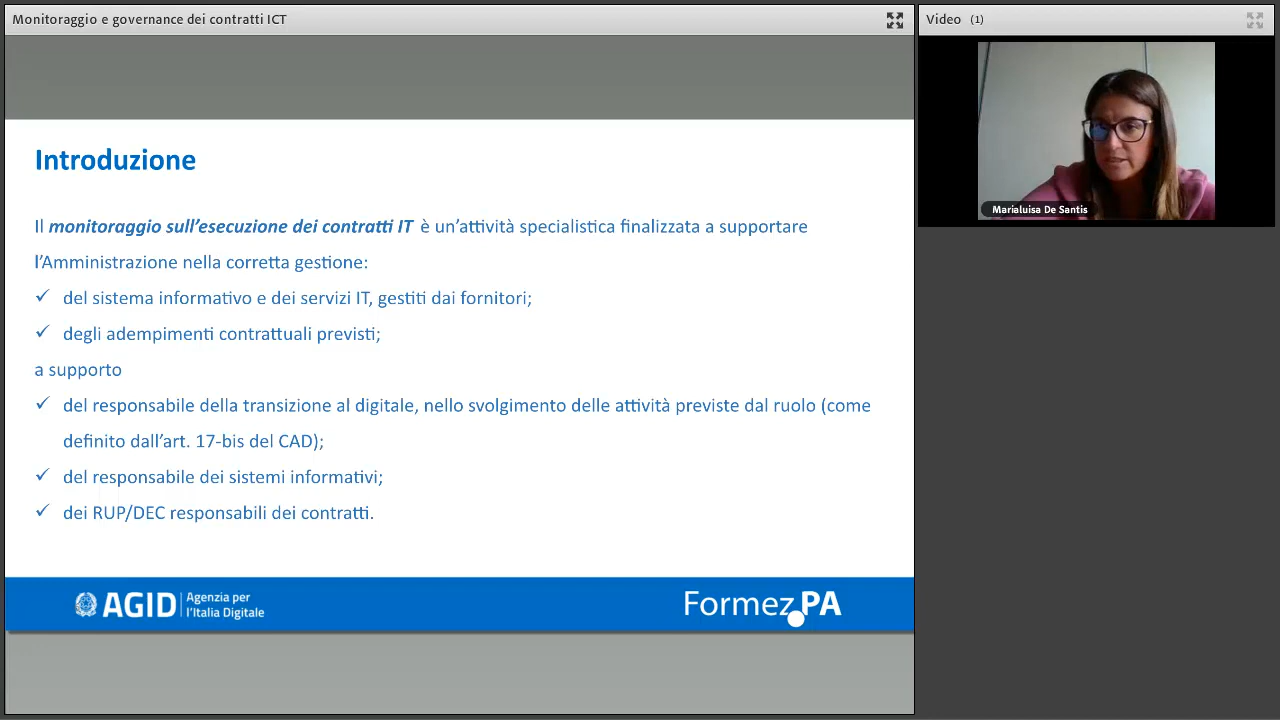 Monitoraggio e governance dei contratti ICT
Video (1)
Marialuisa De Santis
Introduzione
Il monitoraggio sull'esecuzione dei contratti IT è un'attività specialistica finalizzata a supportare
l'Amministrazione nella corretta gestione:
✓ del sistema informativo e dei servizi IT, gestiti dai fornitori;
✓ degli adempimenti contrattuali previsti;
a supporto
✓ del responsabile della transizione al digitale, nello svolgimento delle attività previste dal ruolo (come
definito dall'art. 17-bis del CAD);
✓ del responsabile dei sistemi informativi;
✓ dei RUP/DEC responsabili dei contratti.
AGID Agenzia per
l'Italia Digitale
Formez PA